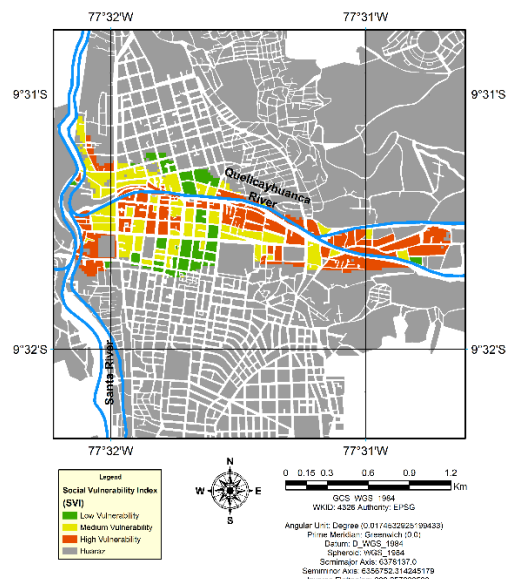 77°32'W 77°31'W
9°31'S 9°31'S
Quellcayhuanca
River
9°32'S 9°32'S
Santa River
77°32'W 77°31'W
Legend
Social Vulnerability Index
(SVI)
Low Vulnerability
Medium Vulnerability
High Vulnerability
Huaraz
N
W E
S
0 0.15 0.3 0.6 0.9 1.2
Km
GCS WGS_1984
WKID: 4326 Authority: EPSG
Angular Unit: Degree (0.0174532925199433)
Prime Meridian: Greenwich (0.0)
Datum: D_WGS_1984
Spheroid: WGS_1984
Semimajor Axis: 6378137.0
Semiminor Axis: 6356752.314245179